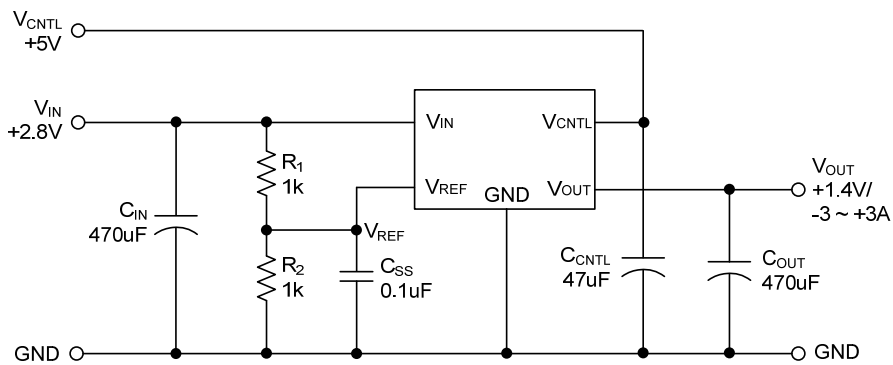 VCNTL
+5V
VIN
+2.8V
VIN
VCNTL
R1
1k
VREF
VOUT
GND
VOUT
+1.4V/
-3 ~ +3A
CIN
470uF
VREF
R2
1k
CSS
0.1uF
CCNTL
47uF
COUT
470uF
GND
GND